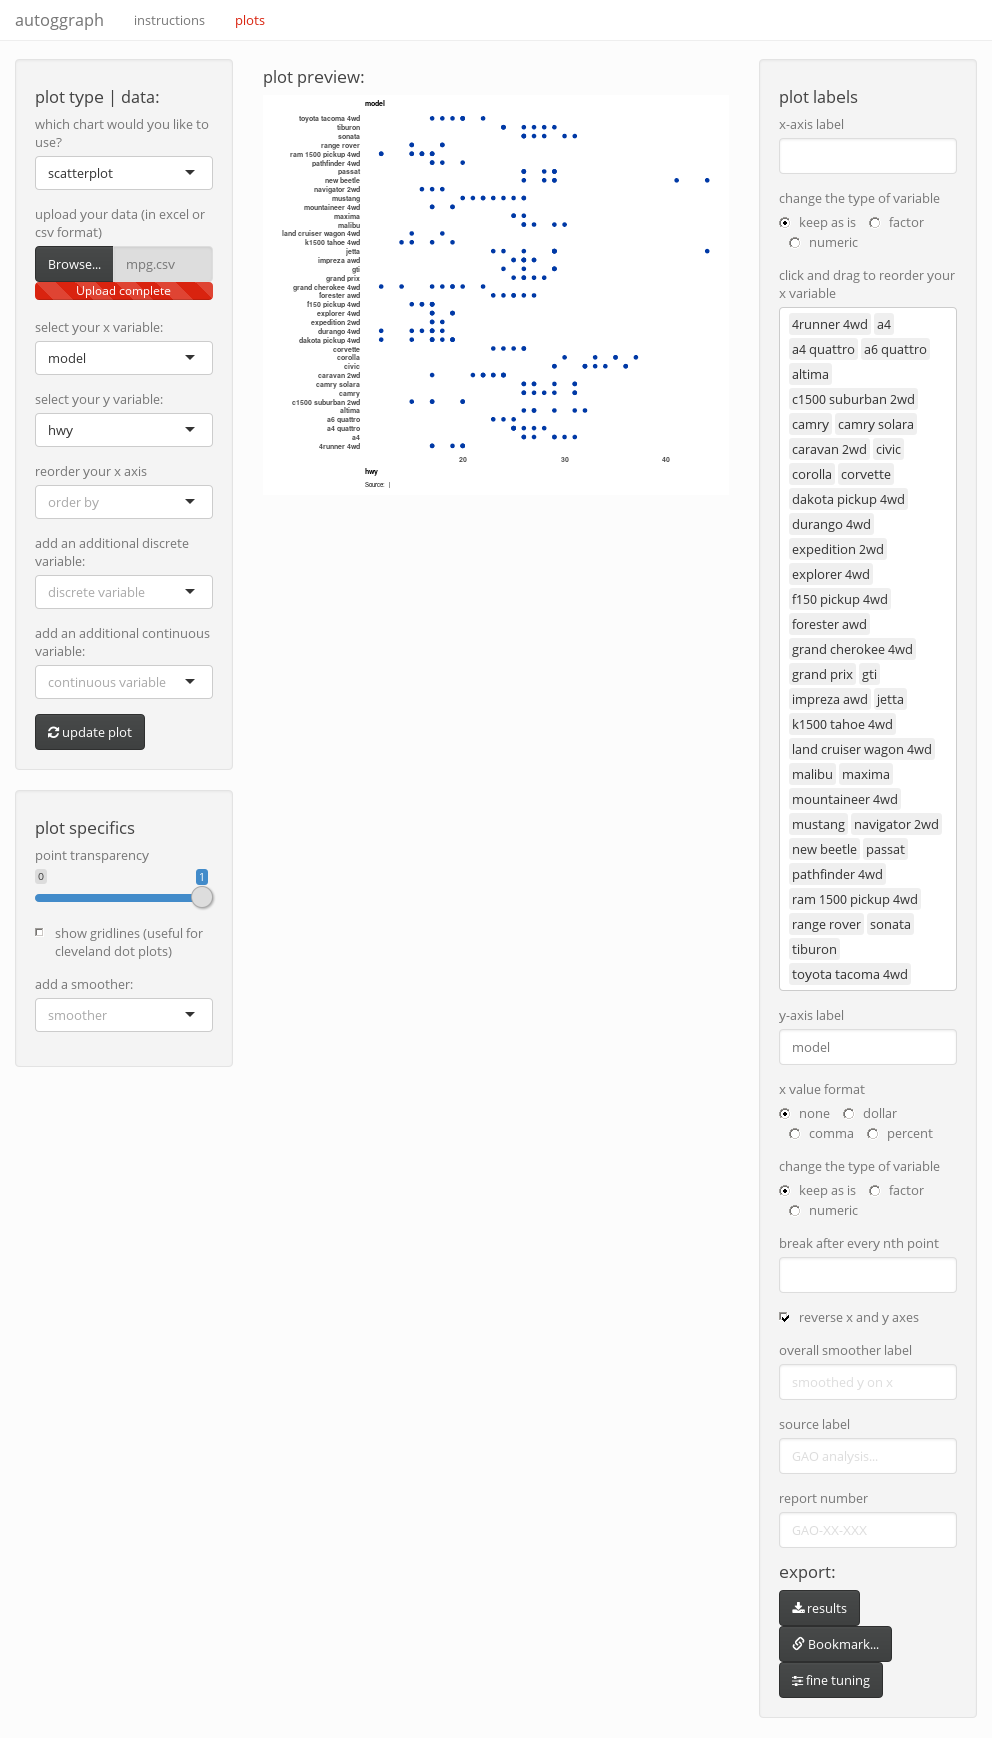 autoggraph
instructions
plots
plot type | data:
which chart would you like to
use?
scatterplot
upload your data (in excel or
csv format)
Browse...
mpg.csv
Upload complete
select your x variable:
model
select your y variable:
hwy
reorder your x axis
order by
add an additional discrete
variable:
discrete variable
add an additional continuous
variable:
continuous variable
update plot
plot specifics
point transparency
0
1
show gridlines (useful for
cleveland dot plots)
add a smoother:
smoother
plot preview:
model
toyota tacoma 4wd
tiburon
sonata
range rover
ram 1500 pickup 4wd
pathfinder 4wd
passat
new beetle
navigator 2wd
mustang
mountaineer 4wd
maxima
malibu
land cruiser wagon 4wd
k1500 tahoe 4wd
jetta
impreza awd
gti
grand prix
grand cherokee 4wd
forester awd
f150 pickup 4wd
explorer 4wd
expedition 2wd
durango 4wd
dakota pickup 4wd
corvette
corolla
civic
caravan 2wd
camry solara
camry
c1500 suburban 2wd
altima
a6 quattro
a4 quattro
a4
4runner 4wd
20 30 40
hwy
Source: |
plot labels
x-axis label
change the type of variable
keep as is factor
numeric
click and drag to reorder your
x variable
4runner 4wd a4
a4 quattro a6 quattro
altima
c1500 suburban 2wd
camry camry solara
caravan 2wd civic
corolla corvette
dakota pickup 4wd
durango 4wd
expedition 2wd
explorer 4wd
f150 pickup 4wd
forester awd
grand cherokee 4wd
grand prix gti
impreza awd jetta
k1500 tahoe 4wd
land cruiser wagon 4wd
malibu maxima
mountaineer 4wd
mustang navigator 2wd
new beetle passat
pathfinder 4wd
ram 1500 pickup 4wd
range rover sonata
tiburon
toyota tacoma 4wd
y-axis label
model
x value format
none dollar
comma percent
change the type of variable
keep as is factor
numeric
break after every nth point
reverse x and y axes
overall smoother label
smoothed y on x
source label
GAO analysis...
report number
GAO-XX-XXX
export:
results
Bookmark...
fine tuning